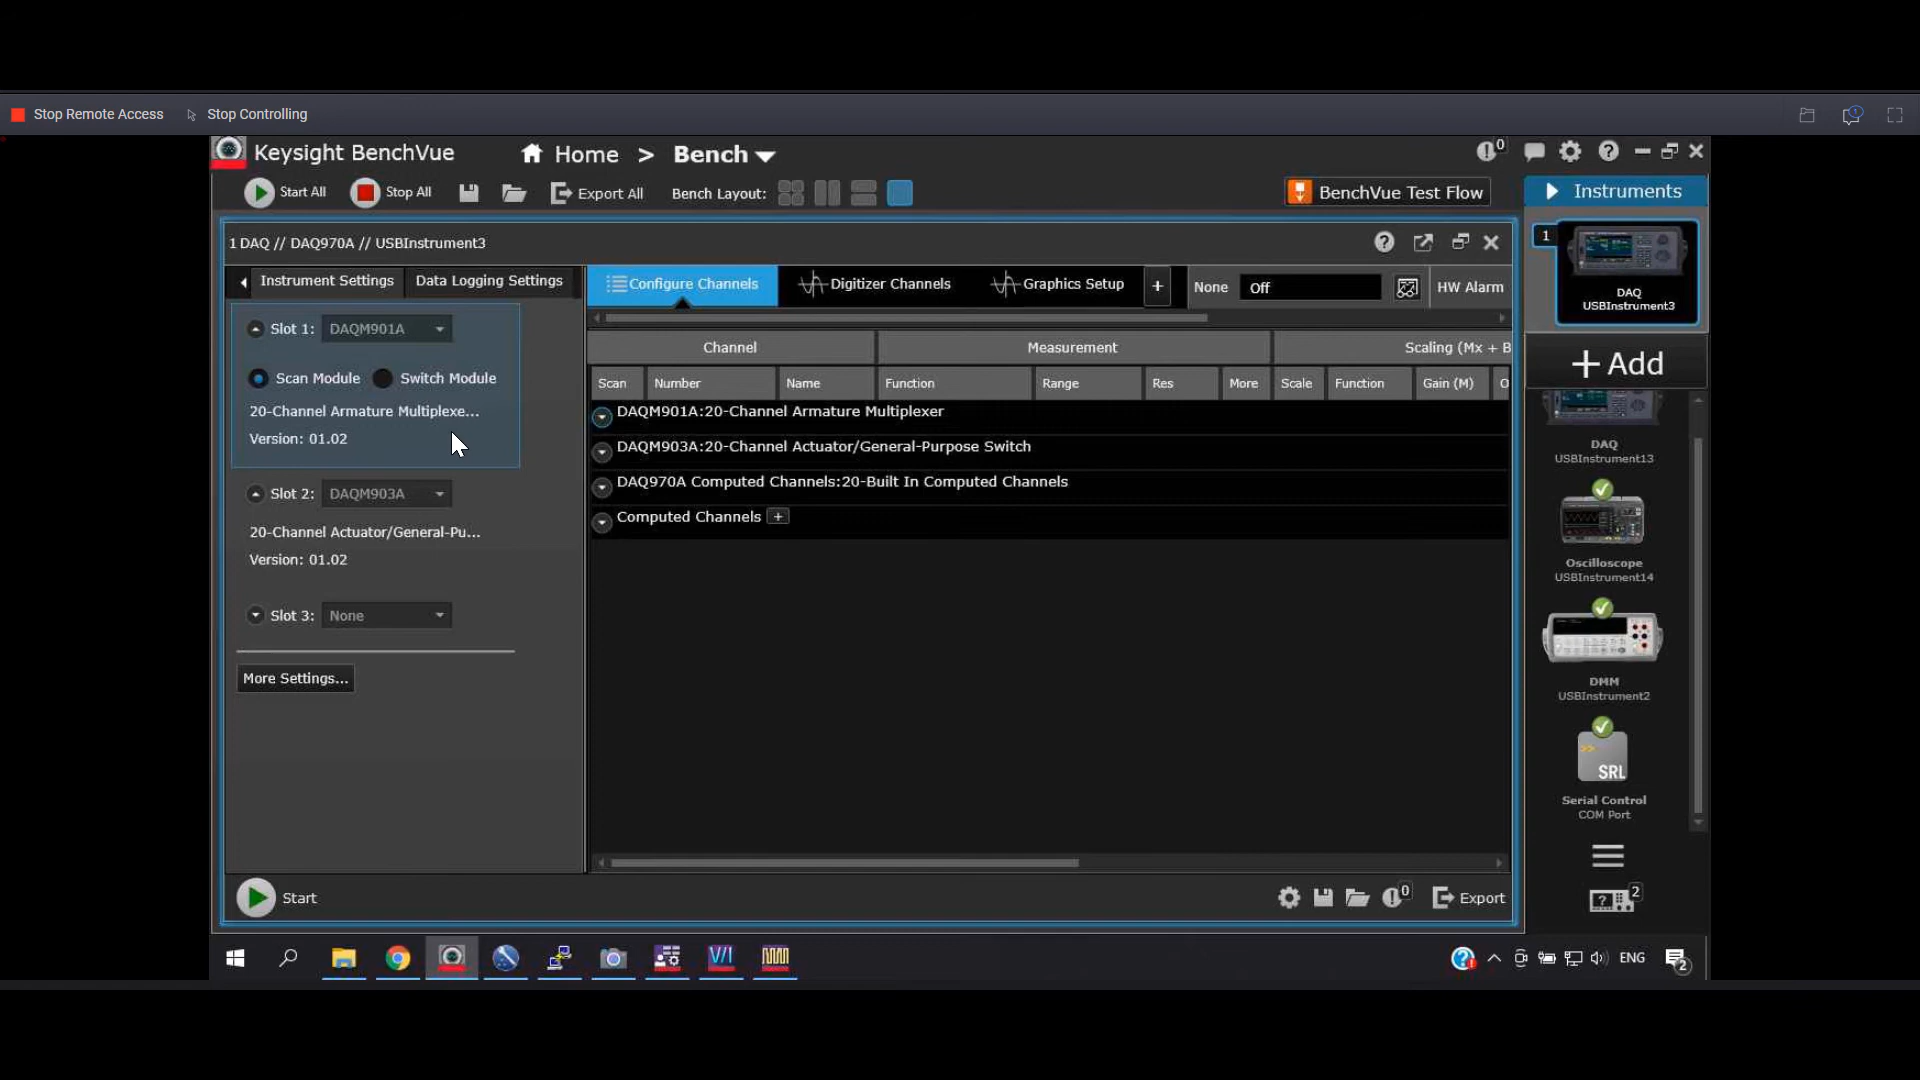 Stop Remote Access
Stop Controlling
1
Keysight BenchVue
Home > Bench
0
Start All
Stop All
Export All
Bench Layout:
BenchVue Test Flow
Instruments
1 DAQ // DAQ970A // USBInstrument3
1
DAQ
USBInstrument3
Instrument Settings
Data Logging Settings
Configure Channels
Digitizer Channels
Graphics Setup
+
None
Off
HW Alarm
Slot 1:
DAQM901A
Scan Module
Switch Module
20-Channel Armature Multiplexe...
Version: 01.02
Slot 2:
DAQM903A
20-Channel Actuator/General-Pu...
Version: 01.02
Slot 3:
None
More Settings...
Channel
Measurement
Scaling (Mx + B
Scan
Number
Name
Function
Range
Res
More
Scale
Function
Gain (M)
O
DAQM901A:20-Channel Armature Multiplexer
DAQM903A:20-Channel Actuator/General-Purpose Switch
DAQ970A Computed Channels:20-Built In Computed Channels
Computed Channels +
+ Add
DAQ
USBInstrument13
Oscilloscope
USBInstrument14
DMM
USBInstrument2
>>
SRL
Serial Control
COM Port
2
Start
0
Export
V/I
ENG
2